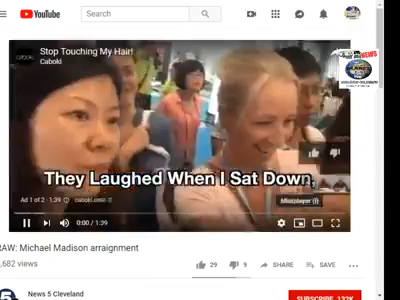 Search
Stop Touching My Hair!
Caboki
caboki
NEWS
They Laughed When I Sat Down,
Ad 1 of 2 · 1:39
0:00 / 1:39
RAW: Michael Madison arraignment
,682 views
29
9
SHARE
SAVE
News 5 Cleveland
SUBSCRIBE 132K
5